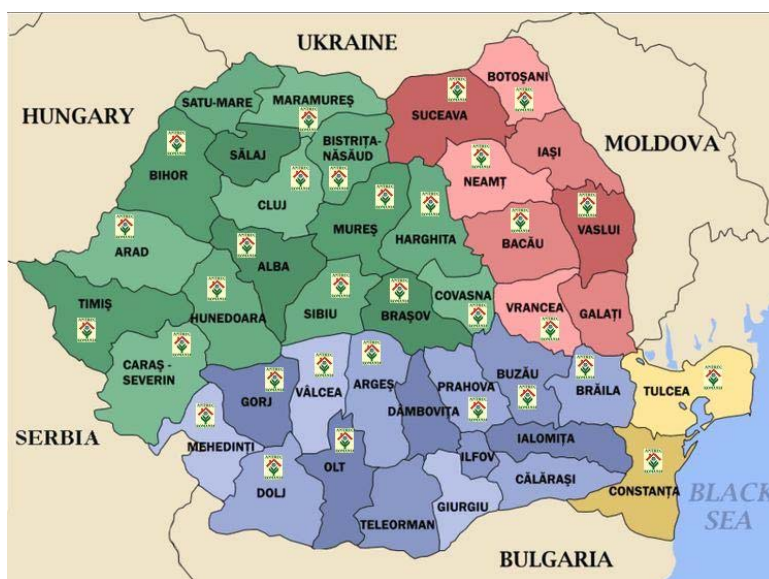 UKRAINE
HUNGARY
MOLDOVA
BOTOȘANI
SATU-MARE
MARAMUREȘ
SUCEAVA
SĂLAJ
BISTRIȚA-
NĂSĂUD
IAȘI
BIHOR
NEAMȚ
CLUJ
MUREȘ
HARGHITA
BACĂU
VASLUI
ARAD
ALBA
TIMIȘ
HUNEDOARA
SIBIU
BRAȘOV
COVASNA
VRANCEA
GALAȚI
CARAȘ -
SEVERIN
GORJ
VÂLCEA
ARGEȘ
PRAHOVA
BUZĂU
BRĂILA
TULCEA
DÂMBOVIȚA
SERBIA
MEHEDINȚI
IALOMIȚA
ILFOV
OLT
DOLJ
CĂLĂRAȘI
CONSTANȚA
GIURGIU
TELEORMAN
BLACK
SEA
BULGARIA